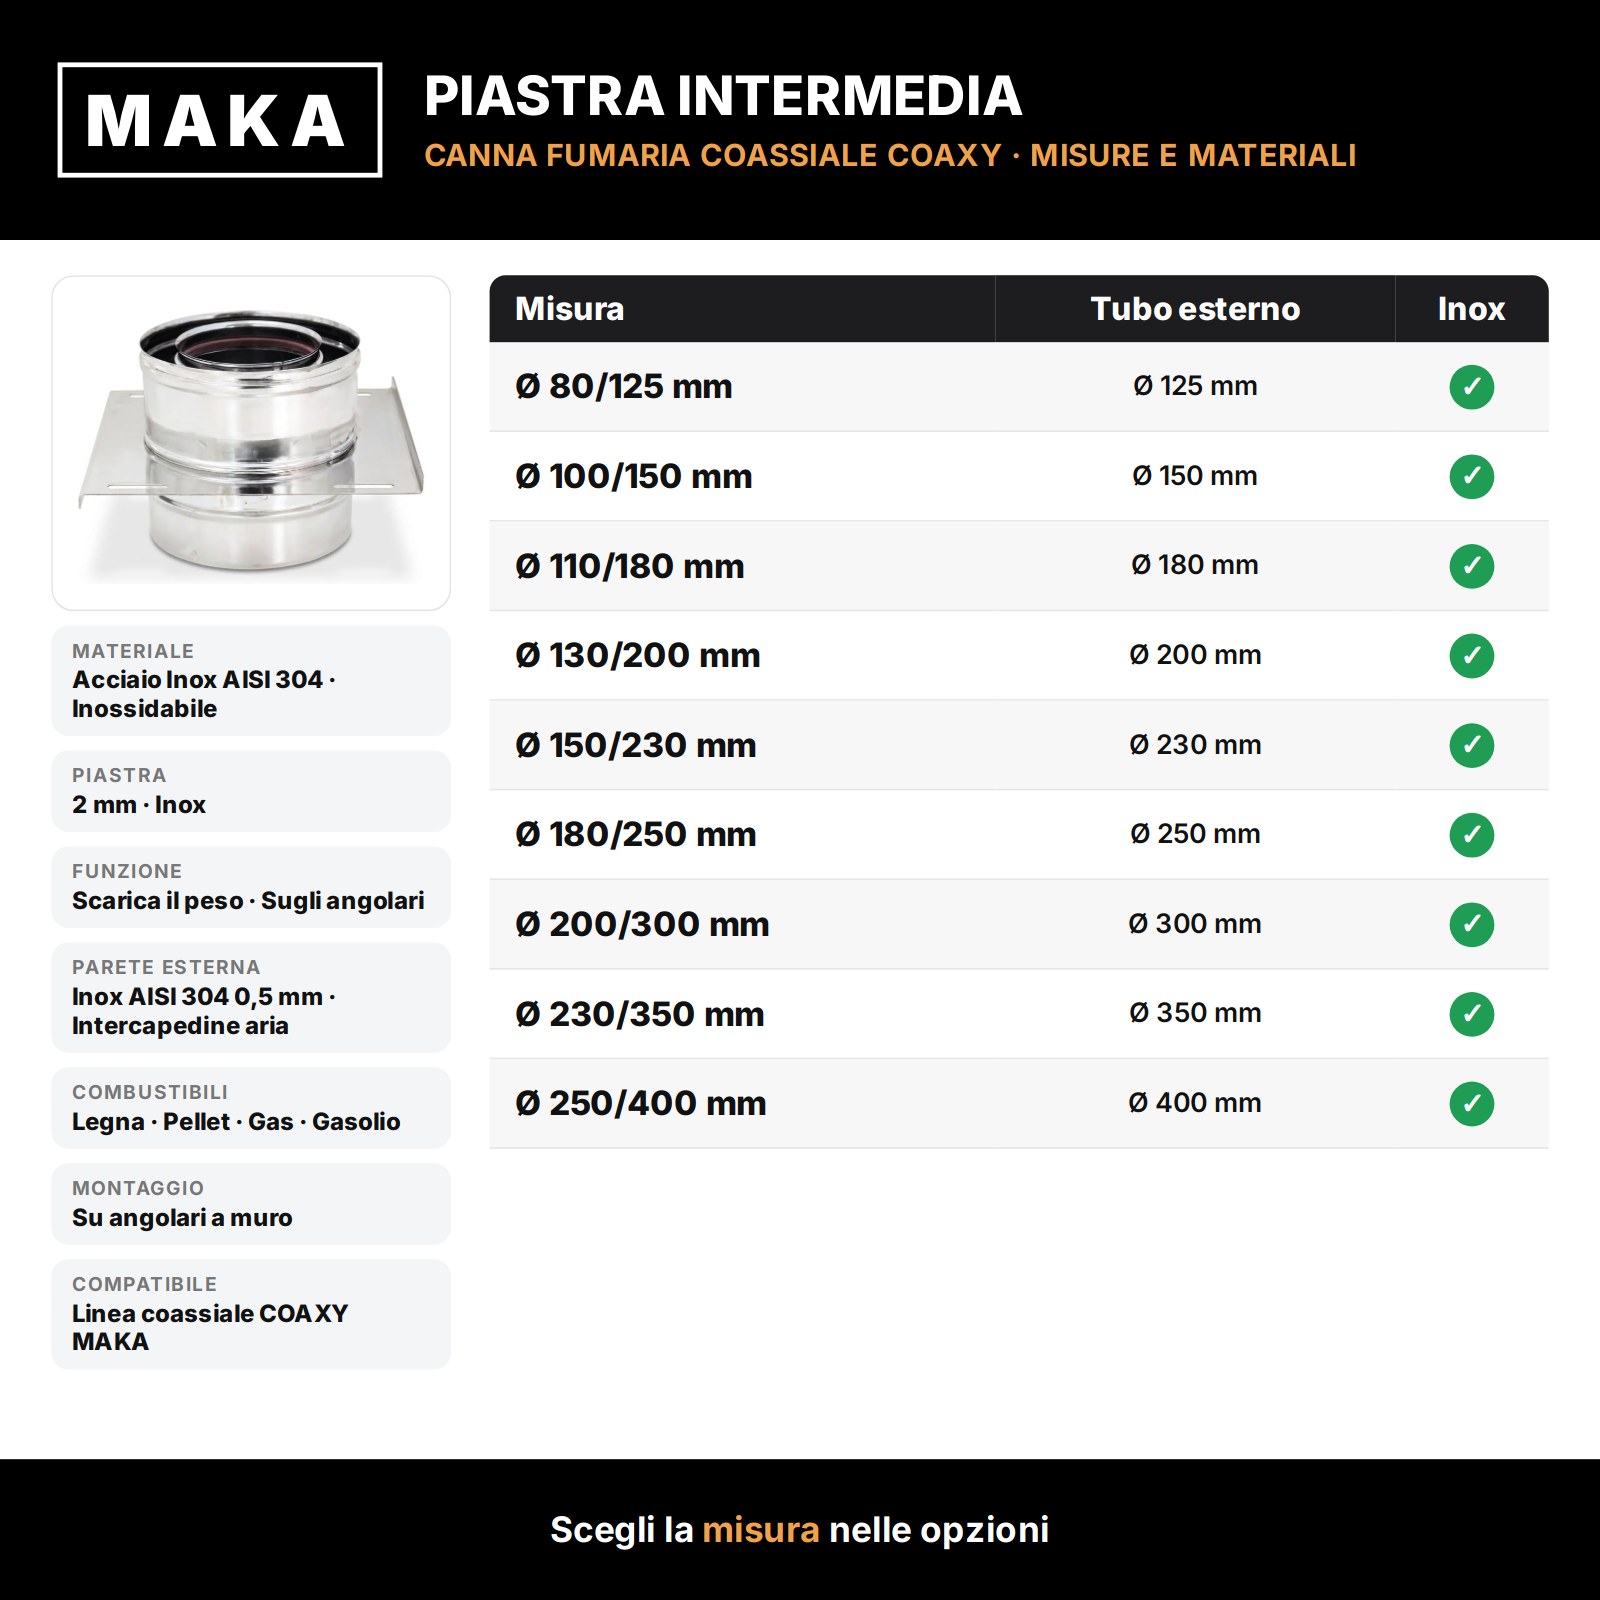 MAKA
PIASTRA INTERMEDIA
CANNA FUMARIA COASSIALE COAXY · MISURE E MATERIALI
MATERIALE
Acciaio Inox AISI 304 ·
Inossidabile
PIASTRA
2 mm · Inox
FUNZIONE
Scarica il peso · Sugli angolari
PARETE ESTERNA
Inox AISI 304 0,5 mm ·
Intercapedine aria
COMBUSTIBILI
Legna · Pellet · Gas · Gasolio
MONTAGGIO
Su angolari a muro
COMPATIBILE
Linea coassiale COAXY
MAKA
Misura Tubo esterno Inox
Ø 80/125 mm Ø 125 mm ✓
Ø 100/150 mm Ø 150 mm ✓
Ø 110/180 mm Ø 180 mm ✓
Ø 130/200 mm Ø 200 mm ✓
Ø 150/230 mm Ø 230 mm ✓
Ø 180/250 mm Ø 250 mm ✓
Ø 200/300 mm Ø 300 mm ✓
Ø 230/350 mm Ø 350 mm ✓
Ø 250/400 mm Ø 400 mm ✓
Scegli la misura nelle opzioni